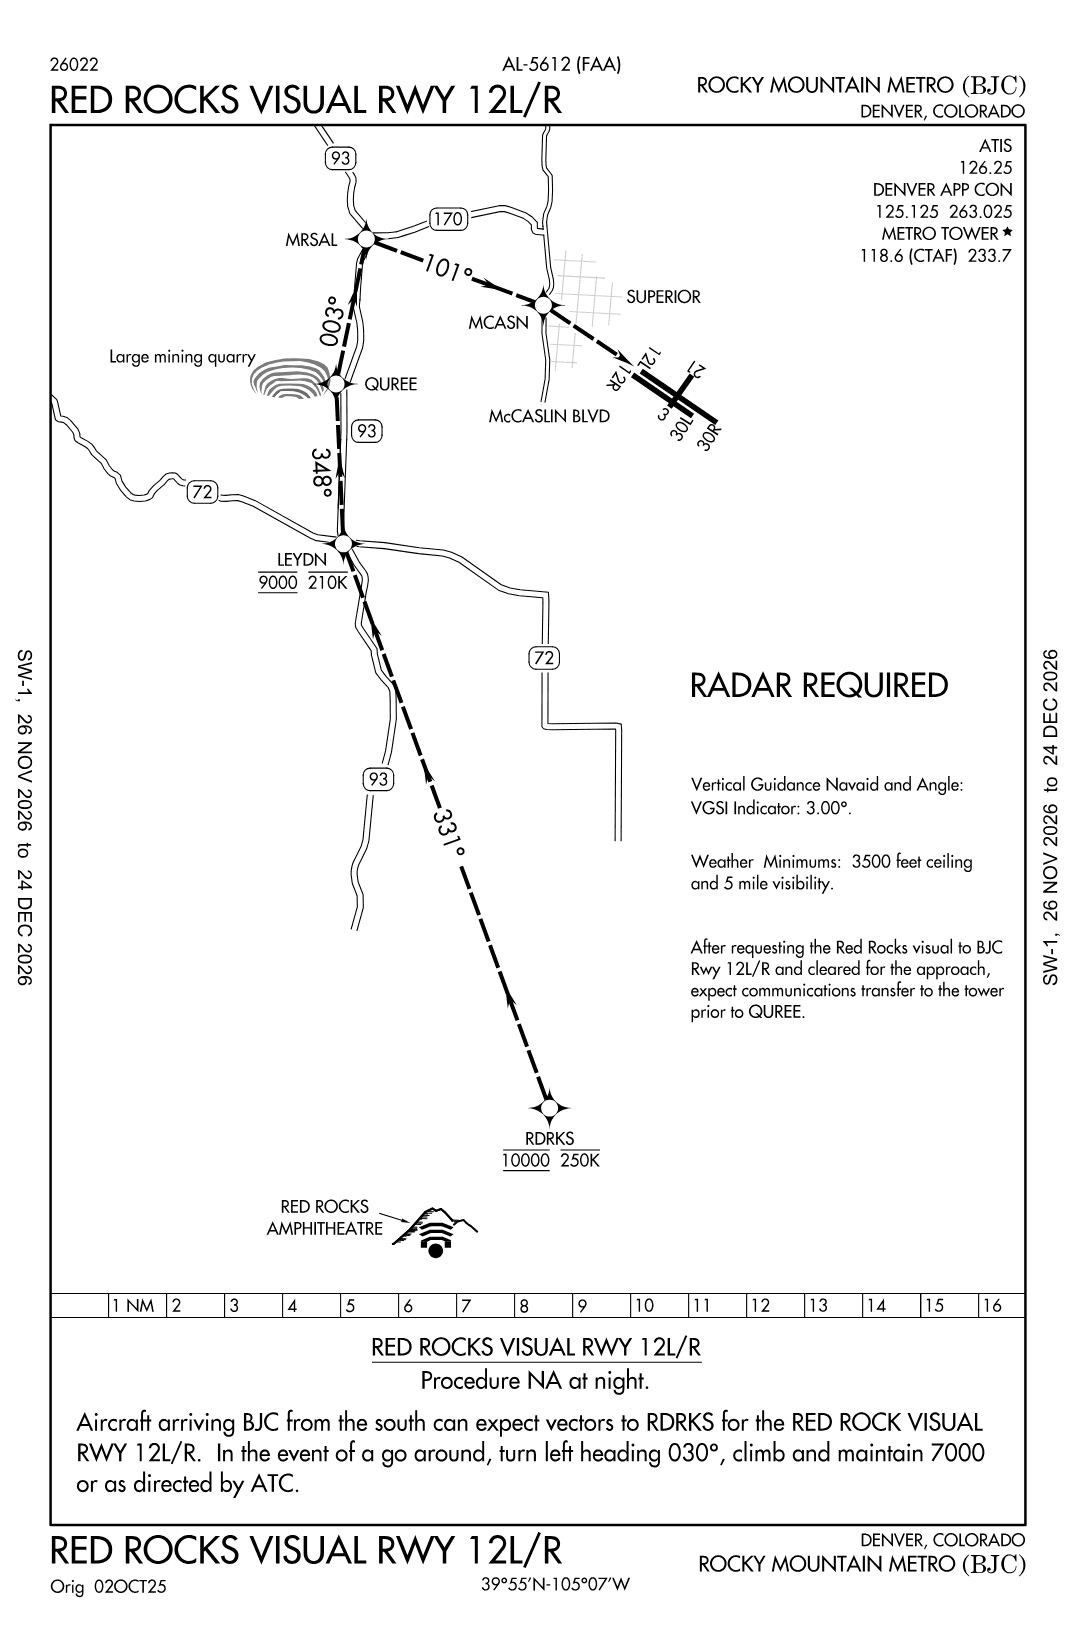 26022
AL-5612 (FAA)
RED ROCKS VISUAL RWY 12L/R
ROCKY MOUNTAIN METRO (BJC)
DENVER, COLORADO
ATIS
126.25
DENVER APP CON
125.125 263.025
METRO TOWER ★
118.6 (CTAF) 233.7
93
170
MRSAL
101°
SUPERIOR
MCASN
003°
Large mining quarry
QUREE
12L
12R
21
3
30L
30R
McCASLIN BLVD
93
348°
72
LEYDN
9000 210K
72
RADAR REQUIRED
93
331°
Vertical Guidance Navaid and Angle:
VGSI Indicator: 3.00°.
Weather Minimums: 3500 feet ceiling
and 5 mile visibility.
After requesting the Red Rocks visual to BJC
Rwy 12L/R and cleared for the approach,
expect communications transfer to the tower
prior to QUREE.
RDRKS
10000 250K
RED ROCKS
AMPHITHEATRE
1 NM 2 3 4 5 6 7 8 9 10 11 12 13 14 15 16
RED ROCKS VISUAL RWY 12L/R
Procedure NA at night.
Aircraft arriving BJC from the south can expect vectors to RDRKS for the RED ROCK VISUAL
RWY 12L/R. In the event of a go around, turn left heading 030°, climb and maintain 7000
or as directed by ATC.
RED ROCKS VISUAL RWY 12L/R
DENVER, COLORADO
ROCKY MOUNTAIN METRO (BJC)
Orig 02OCT25
39°55'N-105°07'W
SW-1, 26 NOV 2026 to 24 DEC 2026
SW-1, 26 NOV 2026 to 24 DEC 2026